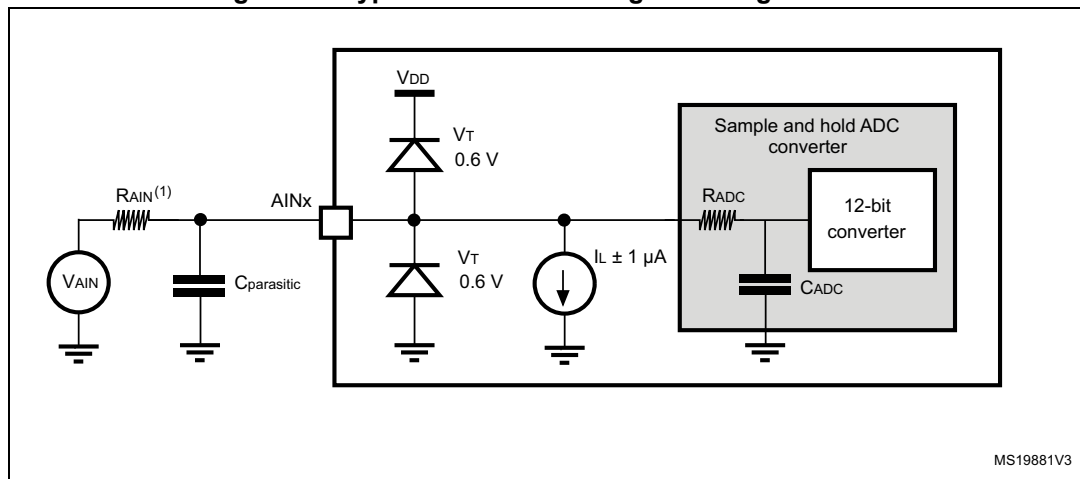 VDD
VT
0.6 V
Sample and hold ADC
converter
RAIN(1)
AINx
RADC
12-bit
converter
VT
0.6 V
IL ± 1 µA
VAIN
Cparasitic
CADC
MS19881V3